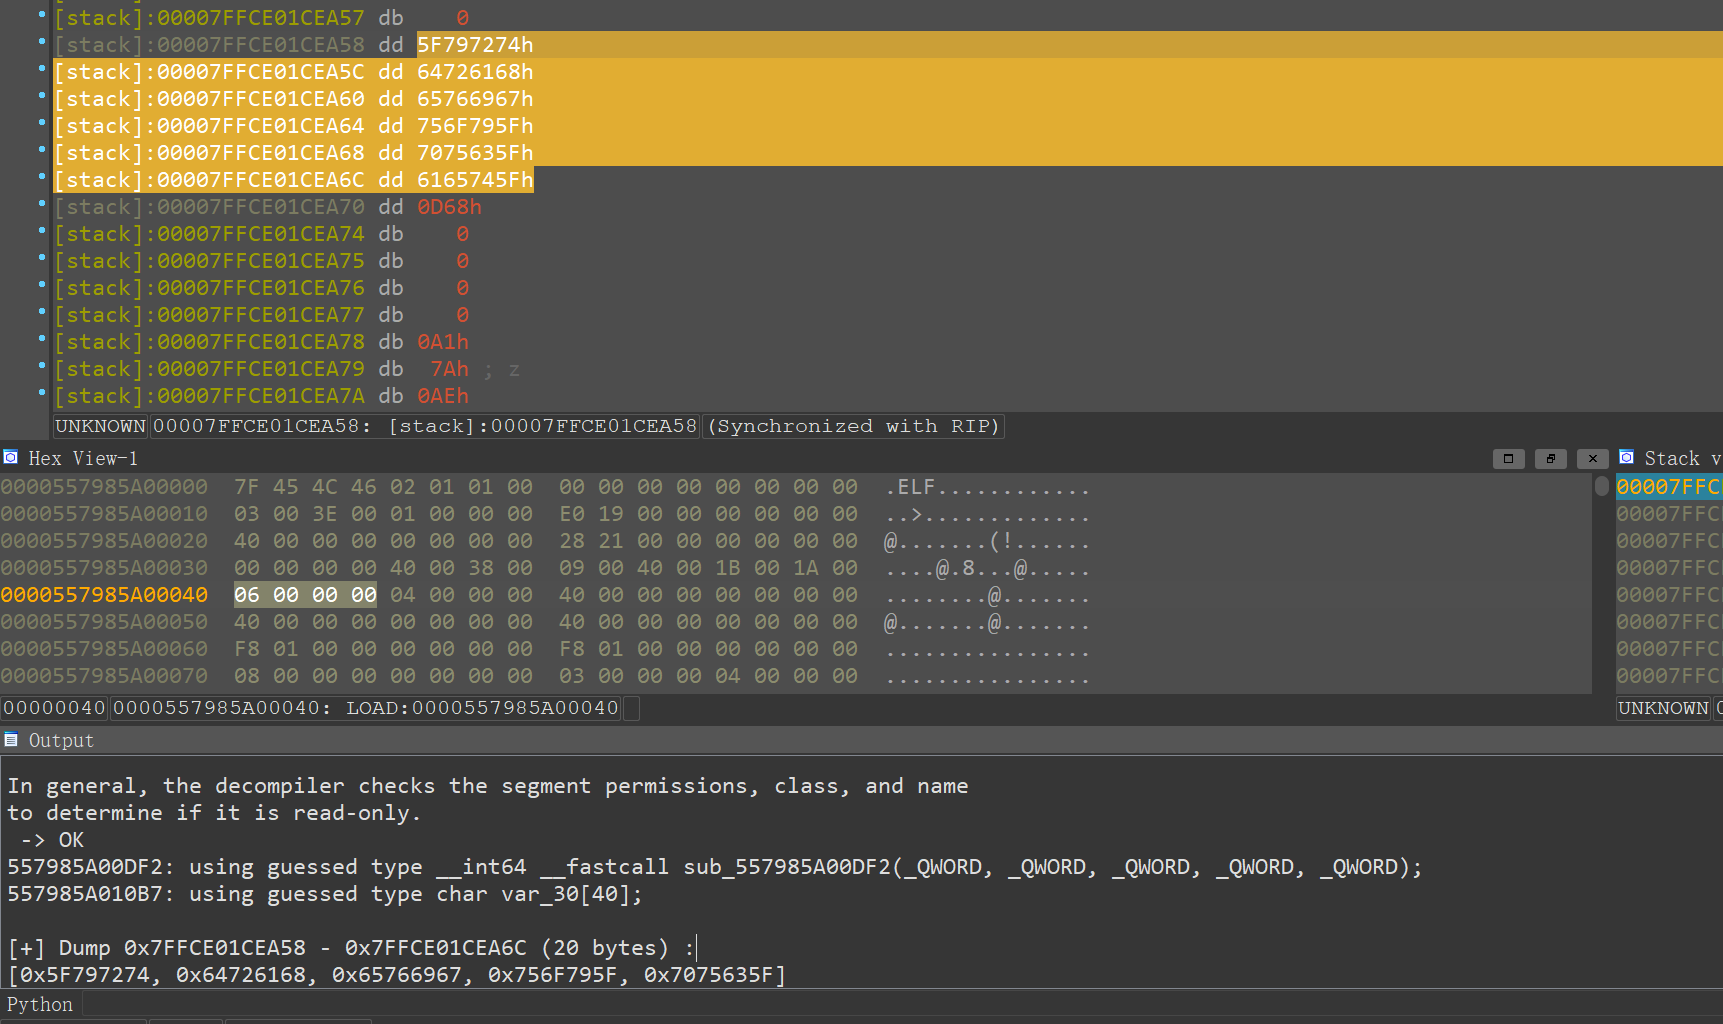 [stack]:00007FFCE01CEA57 db 0
[stack]:00007FFCE01CEA58 dd 5F797274h
[stack]:00007FFCE01CEA5C dd 64726168h
[stack]:00007FFCE01CEA60 dd 65766967h
[stack]:00007FFCE01CEA64 dd 756F795Fh
[stack]:00007FFCE01CEA68 dd 7075635Fh
[stack]:00007FFCE01CEA6C dd 6165745Fh
[stack]:00007FFCE01CEA70 dd 0D68h
[stack]:00007FFCE01CEA74 db 0
[stack]:00007FFCE01CEA75 db 0
[stack]:00007FFCE01CEA76 db 0
[stack]:00007FFCE01CEA77 db 0
[stack]:00007FFCE01CEA78 db 0A1h
[stack]:00007FFCE01CEA79 db 7Ah ; z
[stack]:00007FFCE01CEA7A db 0AEh
UNKNOWN 00007FFCE01CEA58: [stack]:00007FFCE01CEA58 (Synchronized with RIP)
Hex View-1
0000557985A00000 7F 45 4C 46 02 01 01 00 00 00 00 00 00 00 00 00 .ELF............
0000557985A00010 03 00 3E 00 01 00 00 00 E0 19 00 00 00 00 00 00 ..>.............
0000557985A00020 40 00 00 00 00 00 00 00 28 21 00 00 00 00 00 00 @.......(!......
0000557985A00030 00 00 00 00 40 00 38 00 09 00 40 00 1B 00 1A 00 ....@.8...@.....
0000557985A00040 06 00 00 00 04 00 00 00 40 00 00 00 00 00 00 00 ........@.......
0000557985A00050 40 00 00 00 00 00 00 00 40 00 00 00 00 00 00 00 @.......@.......
0000557985A00060 F8 01 00 00 00 00 00 00 F8 01 00 00 00 00 00 00 ................
0000557985A00070 08 00 00 00 00 00 00 00 03 00 00 00 04 00 00 00 ................
00000040 0000557985A00040: LOAD:0000557985A00040
Stack v
00007FFC
00007FFC
00007FFC
00007FFC
00007FFC
00007FFC
00007FFC
00007FFC
UNKNOWN 0
Output
In general, the decompiler checks the segment permissions, class, and name
to determine if it is read-only.
-> OK
557985A00DF2: using guessed type __int64 __fastcall sub_557985A00DF2(_QWORD, _QWORD, _QWORD, _QWORD, _QWORD);
557985A010B7: using guessed type char var_30[40];
[+] Dump 0x7FFCE01CEA58 - 0x7FFCE01CEA6C (20 bytes) :
[0x5F797274, 0x64726168, 0x65766967, 0x756F795F, 0x7075635F]
Python